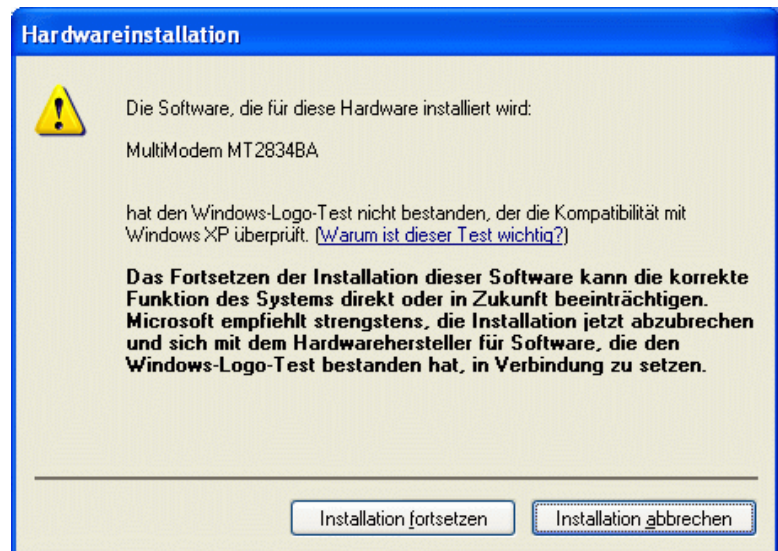 Hardwareinstallation
Die Software, die für diese Hardware installiert wird:
MultiModem MT2834BA
hat den Windows-Logo-Test nicht bestanden, der die Kompatibilität mit
Windows XP überprüft. (Warum ist dieser Test wichtig?)
Das Fortsetzen der Installation dieser Software kann die korrekte
Funktion des Systems direkt oder in Zukunft beeinträchtigen.
Microsoft empfiehlt strengstens, die Installation jetzt abzubrechen
und sich mit dem Hardwarehersteller für Software, die den
Windows-Logo-Test bestanden hat, in Verbindung zu setzen.
Installation fortsetzen
Installation abbrechen